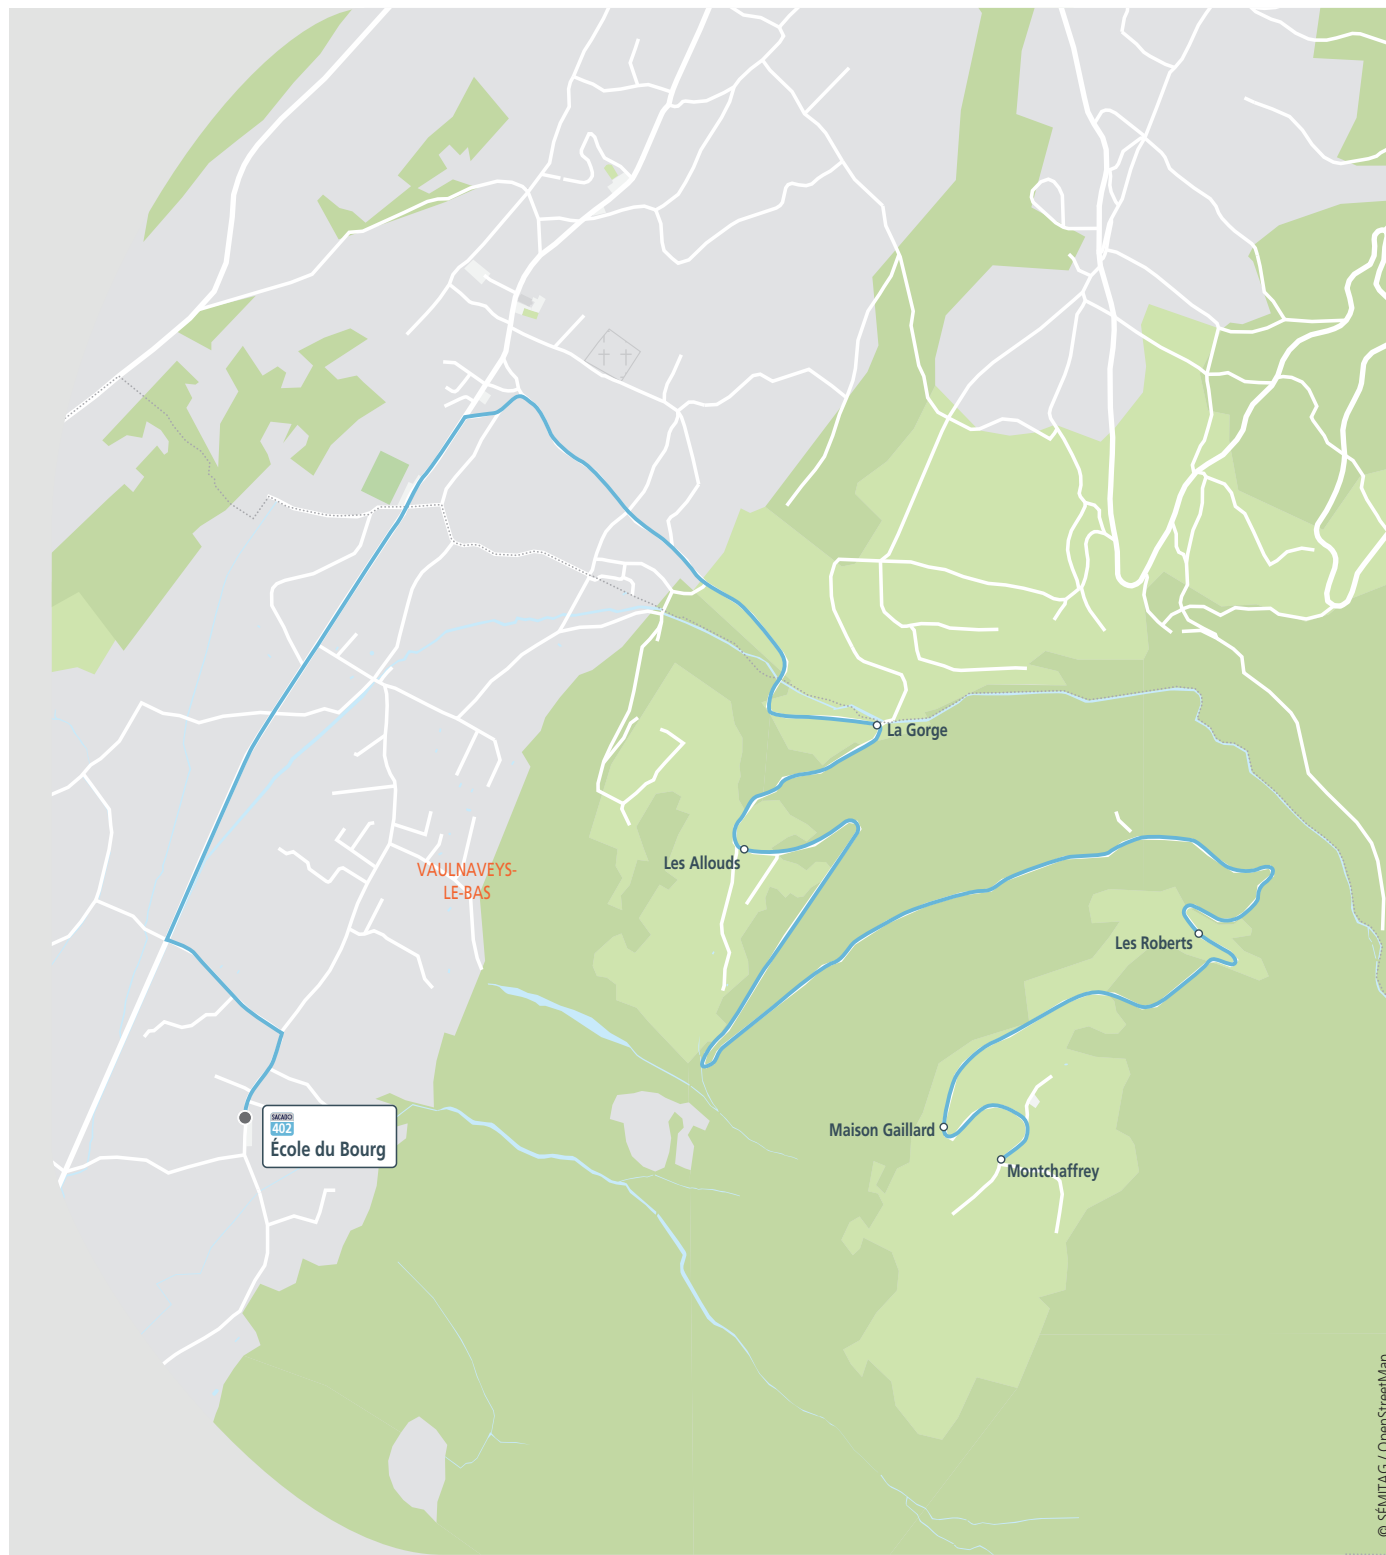 La Gorge
Les Allouds
VAULNAVEYS-
LE-BAS
Les Roberts
SACADO
402
École du Bourg
Maison Gaillard
Montchaffrey
© SÉMITAG / OpenStreetMap